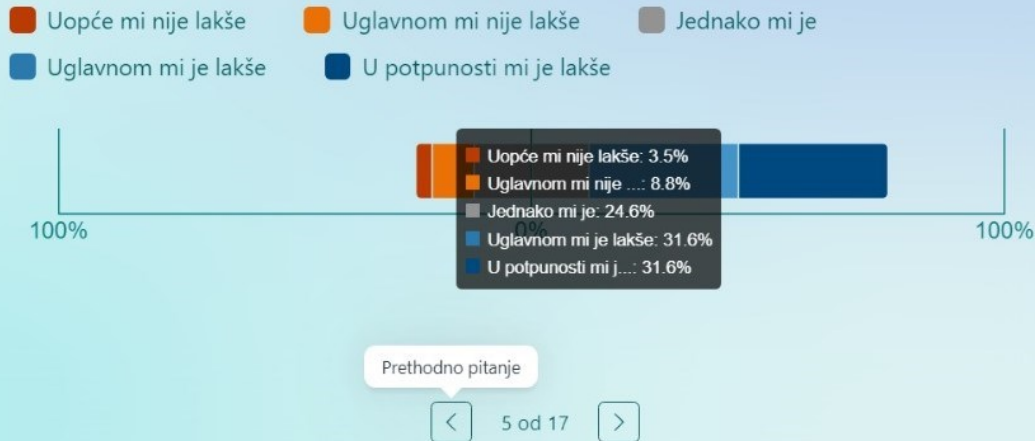 Uopće mi nije lakše Uglavnom mi nije lakše Jednako mi je
Uglavnom mi je lakše U potpunosti mi je lakše
Uopće mi nije lakše: 3.5%
Uglavnom mi nije ...: 8.8%
Jednako mi je: 24.6%
Uglavnom mi je lakše: 31.6%
U potpunosti mi j...: 31.6%
100% 0% 100%
Prethodno pitanje
< 5 od 17 >